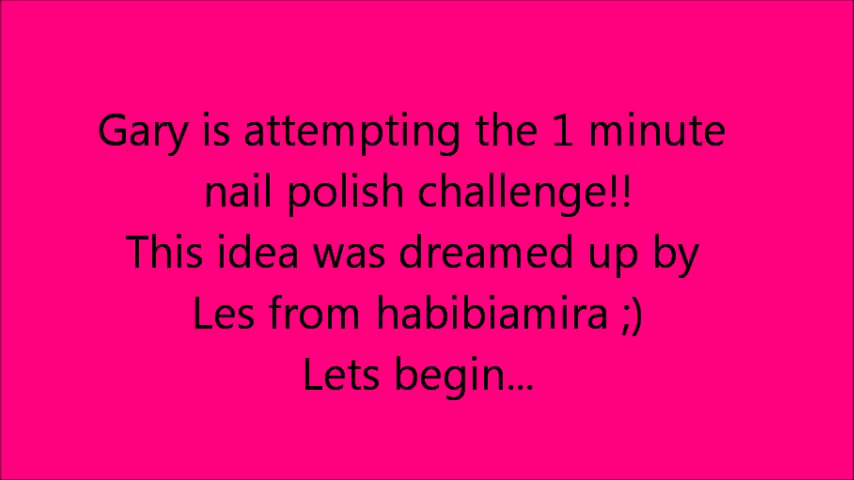 Gary is attempting the 1 minute
nail polish challenge!!
This idea was dreamed up by
Les from habibiamira ;)
Lets begin...